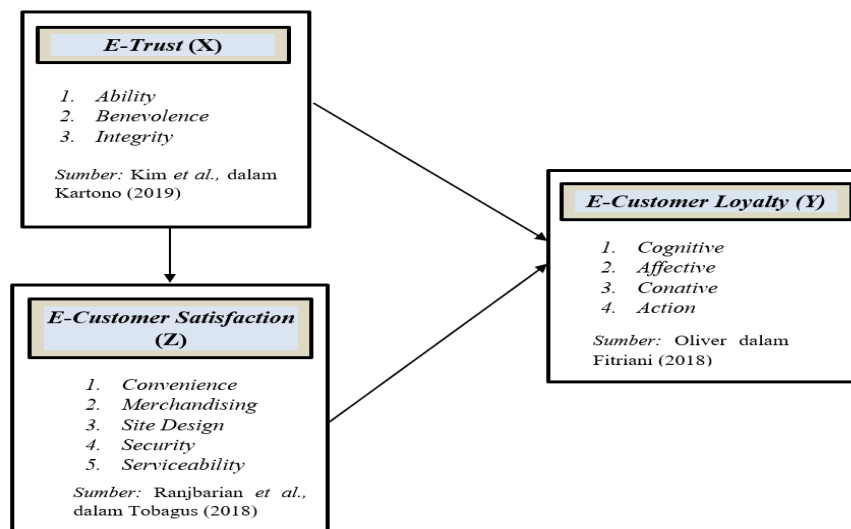 E-Trust (X)
1. Ability
2. Benevolence
3. Integrity
Sumber: Kim et al., dalam
Kartono (2019)
E-Customer Satisfaction
(Z)
1. Convenience
2. Merchandising
3. Site Design
4. Security
5. Serviceability
Sumber: Ranjbarian et al.,
dalam Tobagus (2018)
E-Customer Loyalty (Y)
1. Cognitive
2. Affective
3. Conative
4. Action
Sumber: Oliver dalam
Fitriani (2018)